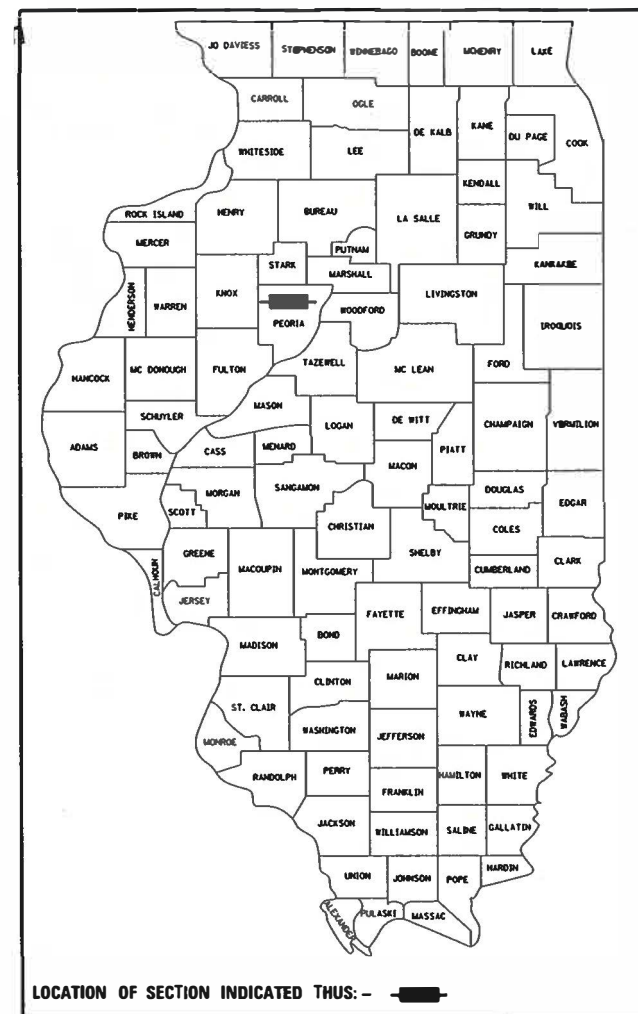 JO DAVIESS STEPHENSON WINNEBAGO BOONE MCHENRY LAKE
CARROLL OGLE
DE KALB KANE DU PAGE COOK
WHITESIDE LEE
KENDALL
WILL
ROCK ISLAND HENRY BUREAU LA SALLE
MERCER GRUNDY
PUTNAM
KANKAKEE
STARK MARSHALL
HENDERSON WARREN KNOX LIVINGSTON
WOODFORD
PEORIA IROQUOIS
TAZEWELL FORD
HANCOCK MC DONOUGH FULTON MC LEAN
MASON
SCHUYLER DE WITT
LOGAN CHAMPAIGN VERMILION
ADAMS BROWN CASS MENARD PIATT
MACON
SANGAMON DOUGLAS
MORGAN EDGAR
PIKE SCOTT MOULTRIE
CHRISTIAN COLES
GREENE SHELBY
CALHOUN MACOUPIN MONTGOMERY CUMBERLAND CLARK
JERSEY
FAYETTE EFFINGHAM JASPER CRAWFORD
MADISON BOND
CLAY RICHLAND LAWRENCE
CLINTON MARION
ST. CLAIR WAYNE EDWARDS WABASH
WASHINGTON JEFFERSON
MONROE
RANDOLPH PERRY HAMILTON WHITE
FRANKLIN
JACKSON WILLIAMSON SALINE GALLATIN
UNION JOHNSON POPE HARDIN
ALEXANDER PULASKI MASSAC
LOCATION OF SECTION INDICATED THUS: -